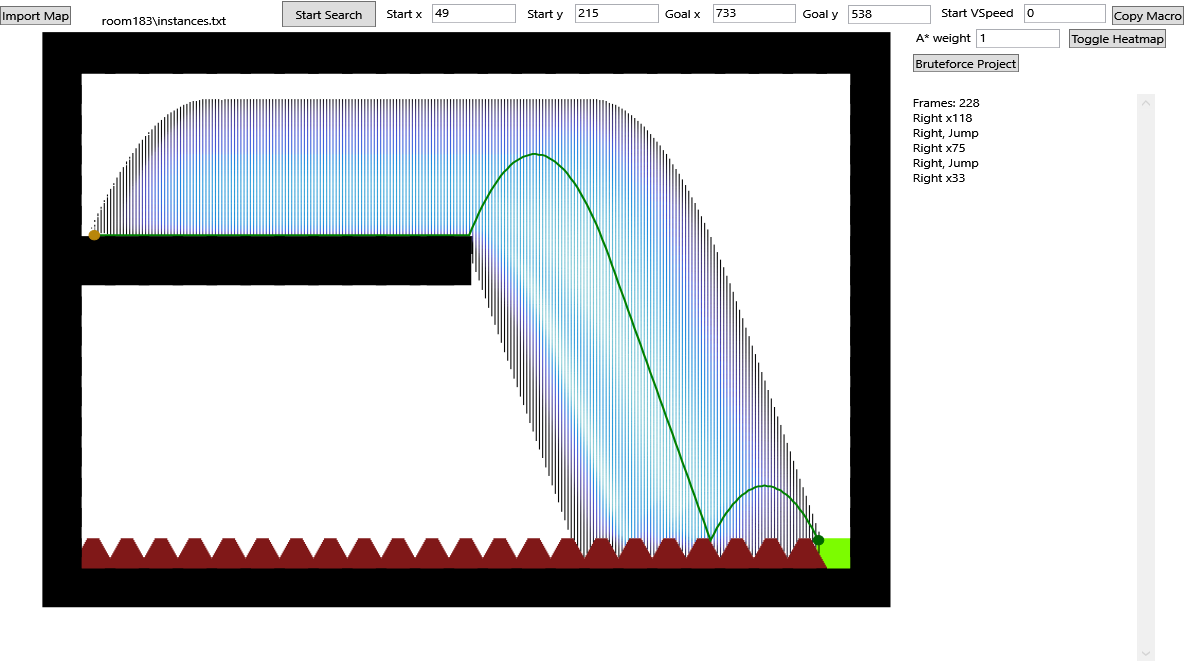 Import Map
room183\instances.txt
Start Search
Start x 49
Start y 215
Goal x 733
Goal y 538
Start VSpeed 0
Copy Macro
A* weight 1
Toggle Heatmap
Bruteforce Project
Frames: 228
Right x118
Right, Jump
Right x75
Right, Jump
Right x33